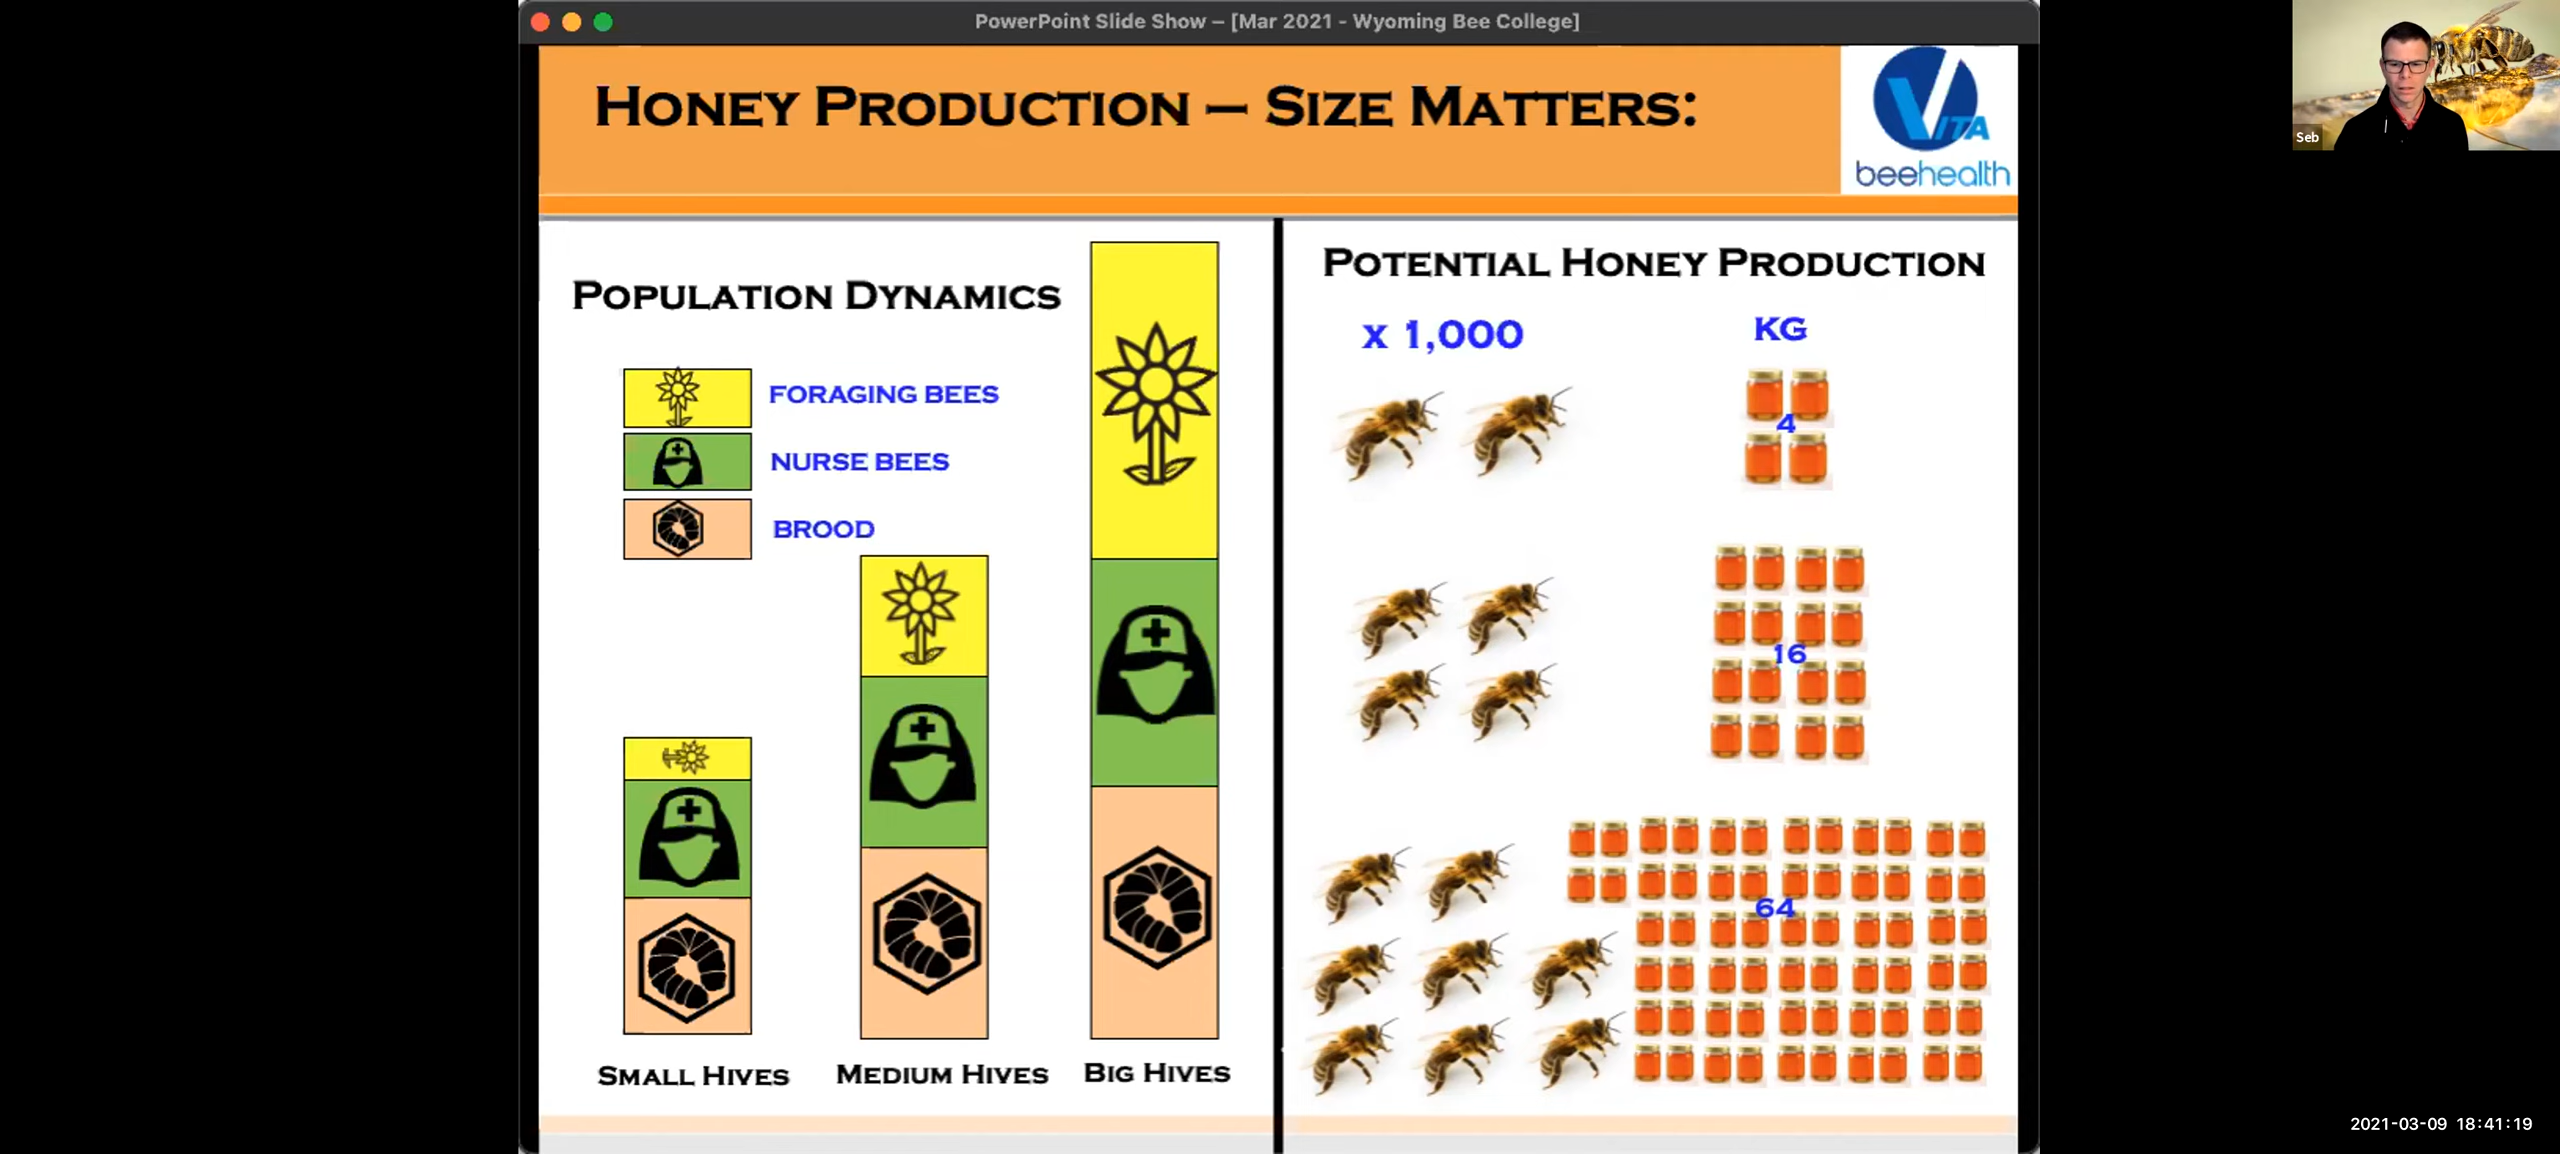 PowerPoint Slide Show – [Mar 2021 - Wyoming Bee College]
HONEY PRODUCTION – SIZE MATTERS:
VITA
beehealth
Seb
POPULATION DYNAMICS
FORAGING BEES
NURSE BEES
BROOD
SMALL HIVES
MEDIUM HIVES
BIG HIVES
POTENTIAL HONEY PRODUCTION
X 1,000
KG
4
16
64
2021-03-09 18:41:19